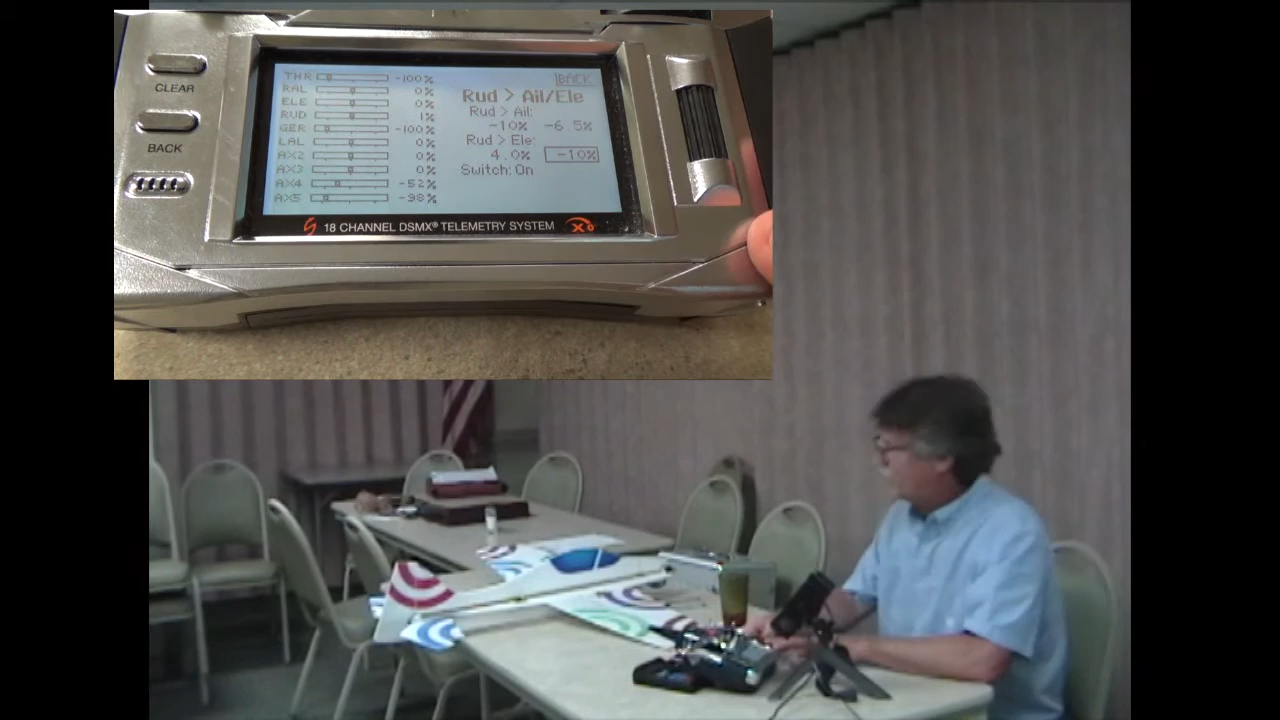 CLEAR
BACK
THR -100%
RAL 0%
ELE 0%
RUD 1%
GER -100%
LAL 0%
AX2 0%
AX3 0%
AX4 -52%
AX5 -98%
BACK
Rud > Ail/Ele
Rud > Ail:
-10% -6.5%
Rud > Ele:
4.0% -10%
Switch: On
18 CHANNEL DSMX® TELEMETRY SYSTEM